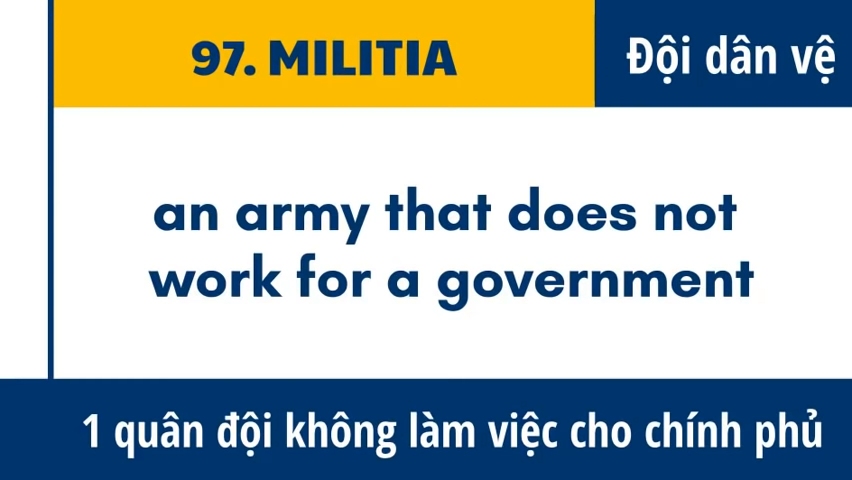 97. MILITIA
Đội dân vệ
an army that does not
work for a government
1 quân đội không làm việc cho chính phủ